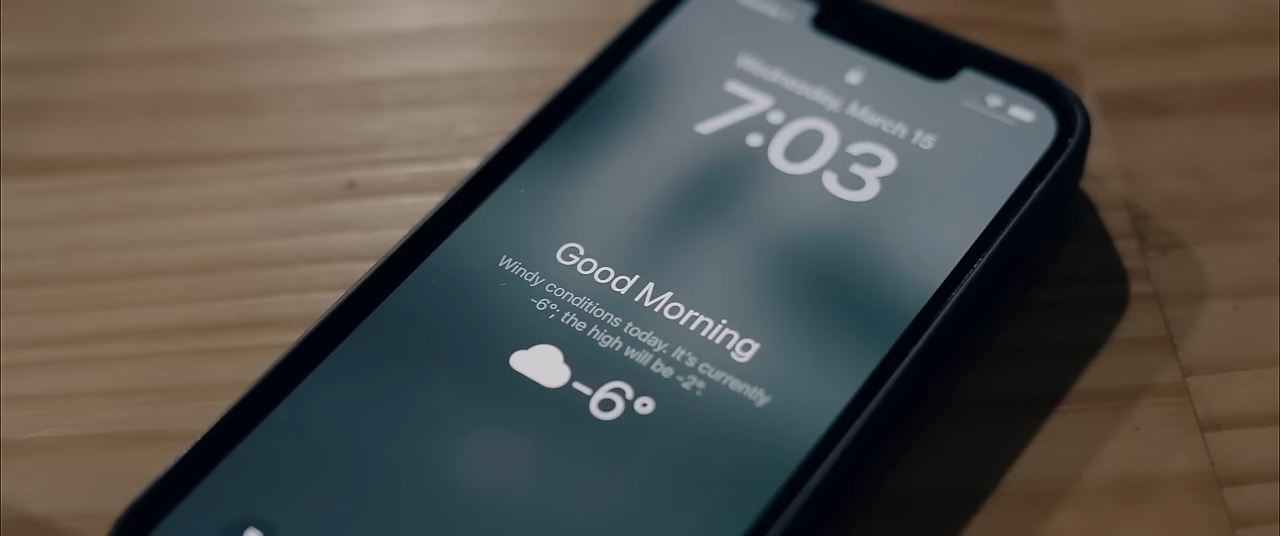 Wednesday, March 15
7:03
Good Morning
Windy conditions today. It's currently
-6°; the high will be -2°.
-6°